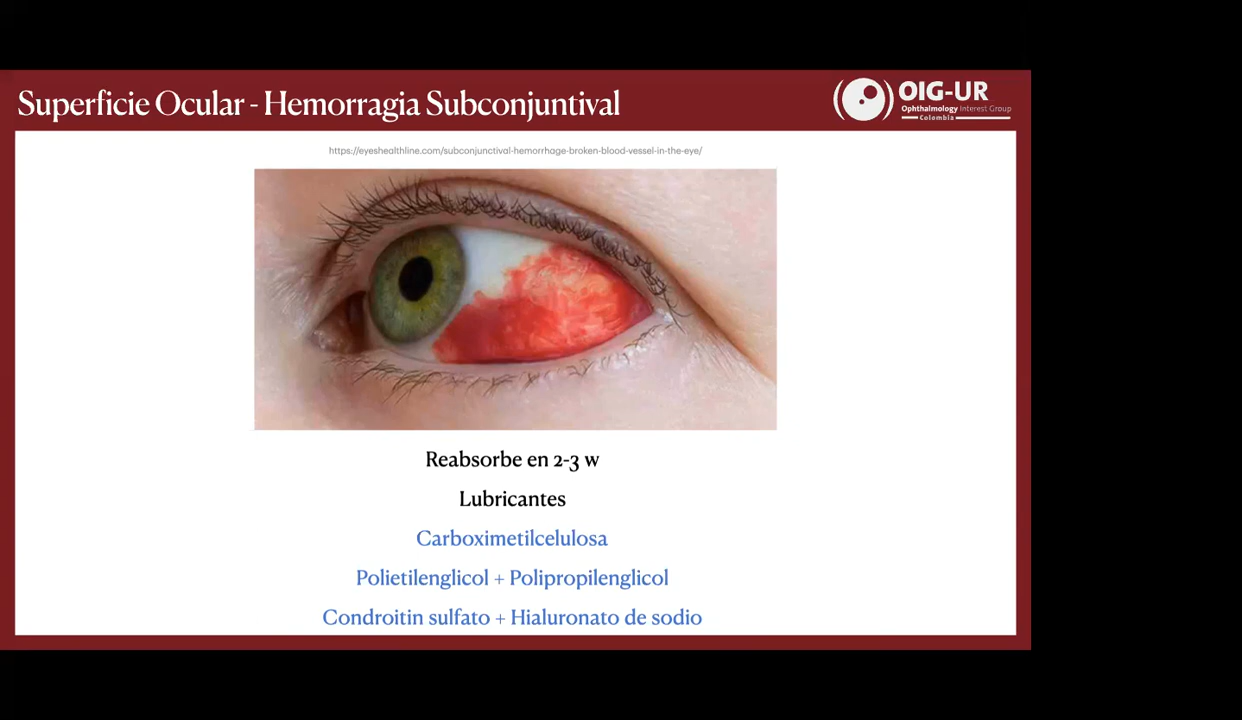 Superficie Ocular - Hemorragia Subconjuntival
OIG-UR
Ophthalmology Interest Group
Colombia
https://eyeshealthline.com/subconjunctival-hemorrhage-broken-blood-vessel-in-the-eye/
Reabsorbe en 2-3 w
Lubricantes
Carboximetilcelulosa
Polietilenglicol + Polipropilenglicol
Condroitin sulfato + Hialuronato de sodio